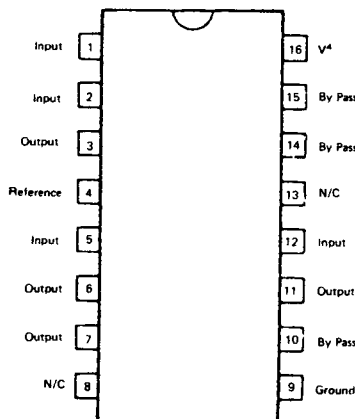 Input 1 16 V⁴
Input 2 15 By Pass
Output 3 14 By Pass
Reference 4 13 N/C
Input 5 12 Input
Output 6 11 Output
Output 7 10 By Pass
N/C 8 9 Ground